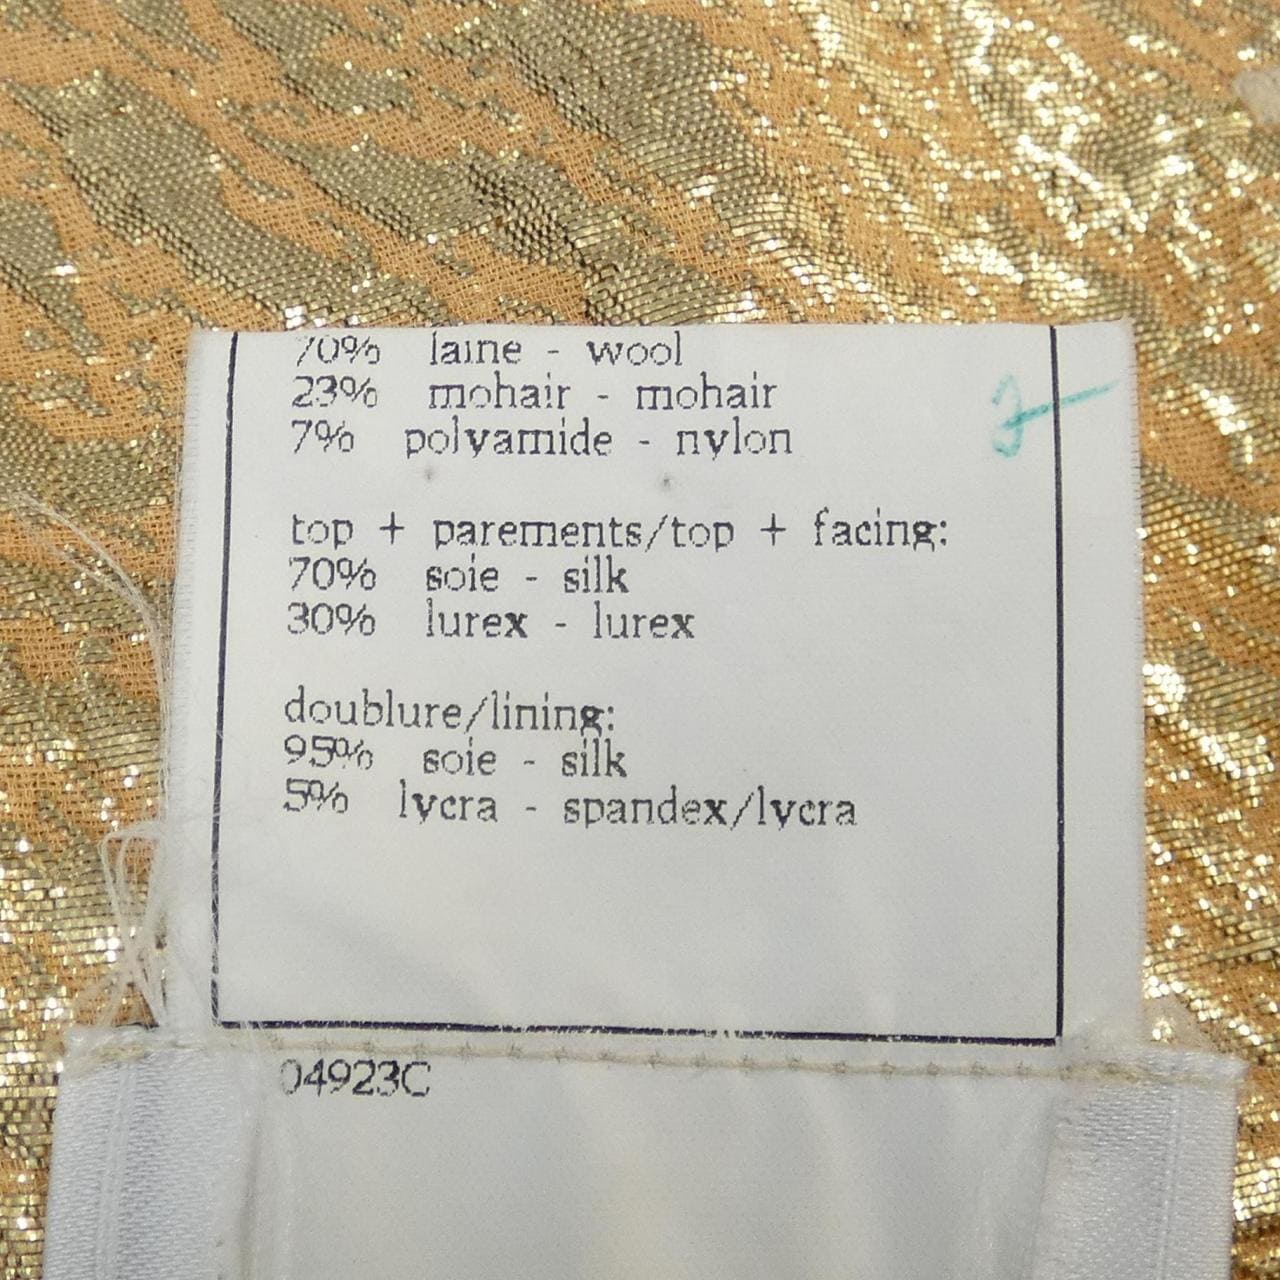 70% laine - wool
23% mohair - mohair
7% polyamide - nylon
top + parements/top + facing:
70% soie - silk
30% lurex - lurex
doublure/lining:
95% soie - silk
5% lycra - spandex/lycra
04923C